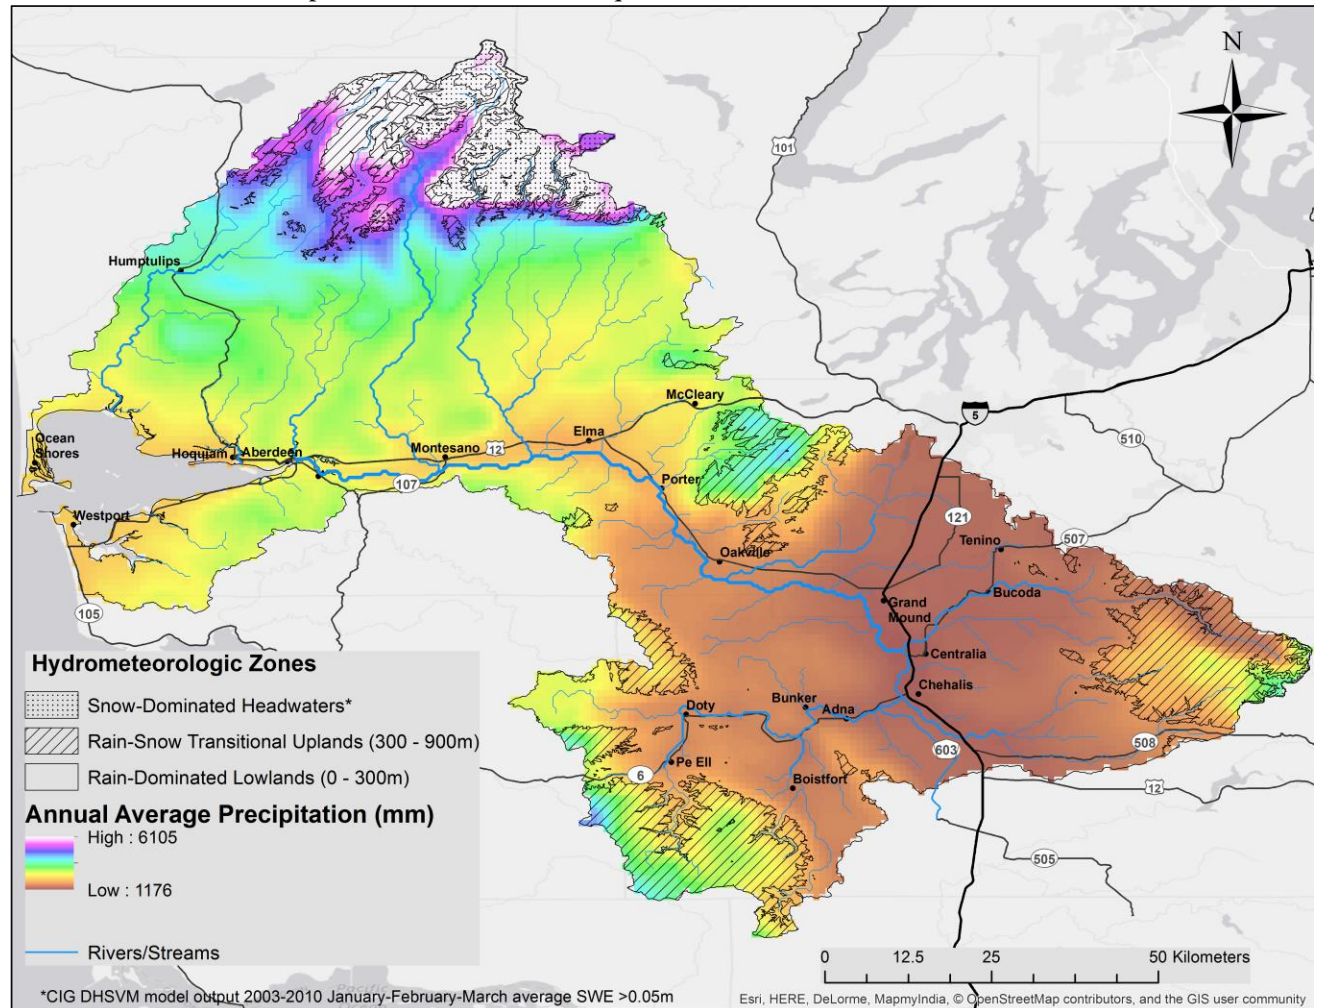 N
101
Humptulips
McCleary
5
510
Ocean
Shores
Hoquiam
Aberdeen
Montesano
12
Elma
107
Porter
121
Westport
Tenino
507
Oakville
Bucoda
105
Grand
Mound
Centralia
Chehalis
Hydrometeorologic Zones
Snow-Dominated Headwaters*
Rain-Snow Transitional Uplands (300 - 900m)
Rain-Dominated Lowlands (0 - 300m)
Doty
Bunker
Adna
603
508
6
Pe Ell
Boistfort
12
505
Annual Average Precipitation (mm)
High : 6105
Low : 1176
Rivers/Streams
0 12.5 25 50 Kilometers
*CIG DHSVM model output 2003-2010 January-February-March average SWE >0.05m
Esri, HERE, DeLorme, MapmyIndia, © OpenStreetMap contributors, and the GIS user community